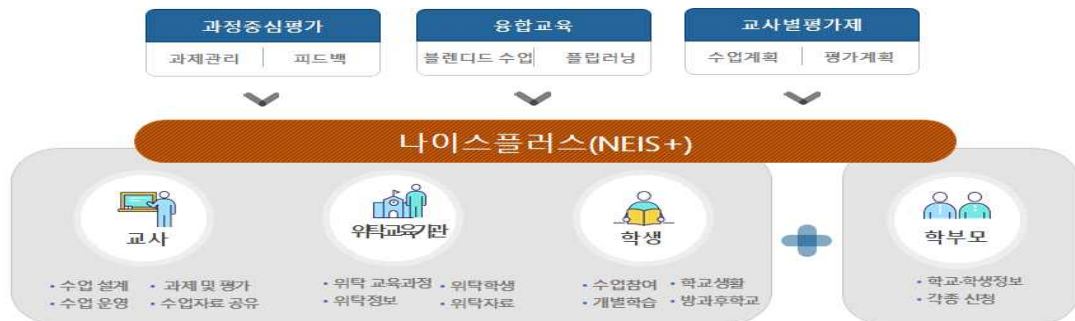 과정중심평가
과제관리 피드백
융합교육
블렌디드 수업 플립러닝
교사별평가제
수업계획 평가계획
나이스플러스(NEIS+)
교사
• 수업 설계 • 과제 및 평가
• 수업 운영 • 수업자료 공유
위탁교육기관
• 위탁 교육과정 • 위탁학생
• 위탁정보 • 위탁자료
학생
• 수업참여 • 학교생활
• 개별학습 • 방과후학교
학부모
• 학교·학생정보
• 각종 신청